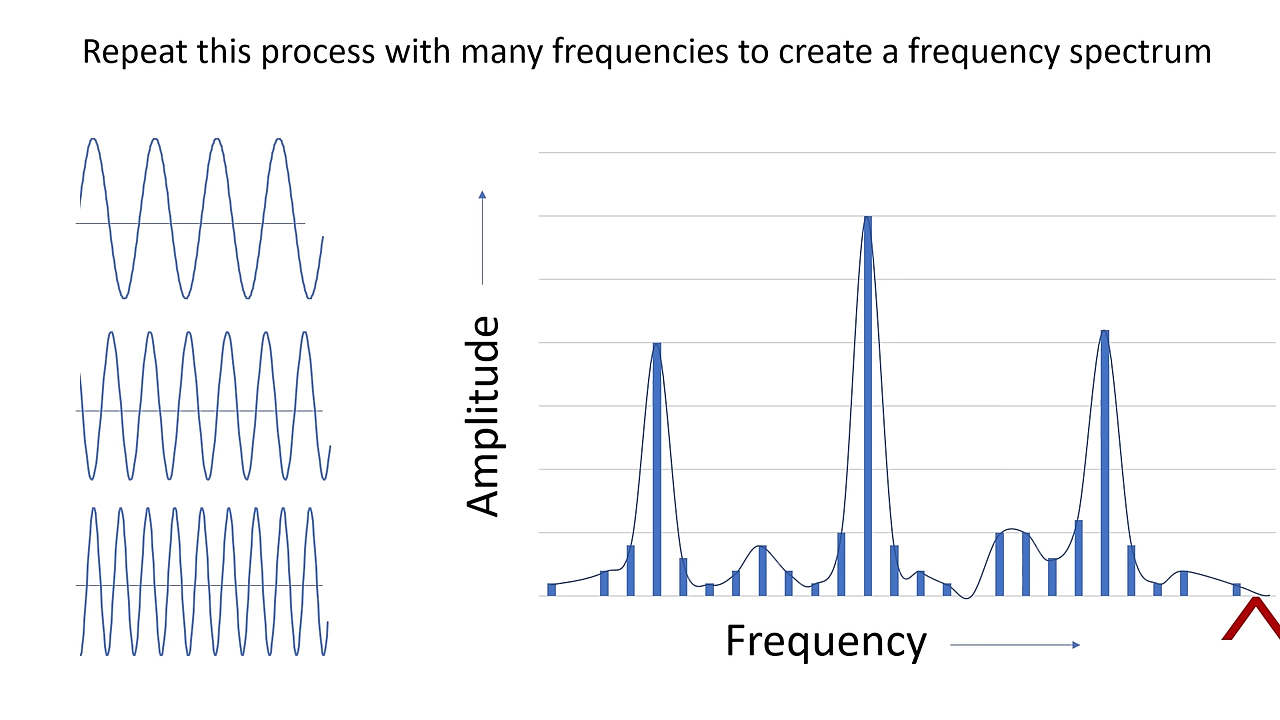 Repeat this process with many frequencies to create a frequency spectrum
Amplitude
Frequency